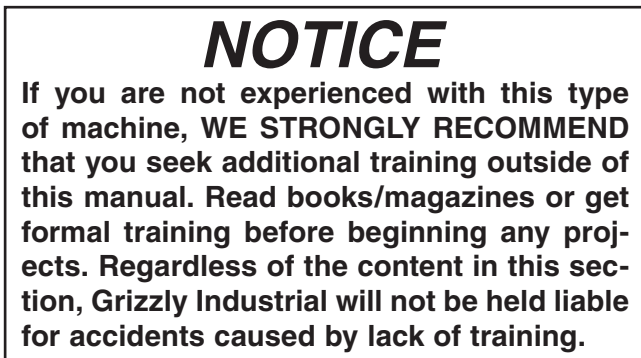 NOTICE
If you are not experienced with this type
of machine, WE STRONGLY RECOMMEND
that you seek additional training outside of
this manual. Read books/magazines or get
formal training before beginning any proj-
ects. Regardless of the content in this sec-
tion, Grizzly Industrial will not be held liable
for accidents caused by lack of training.